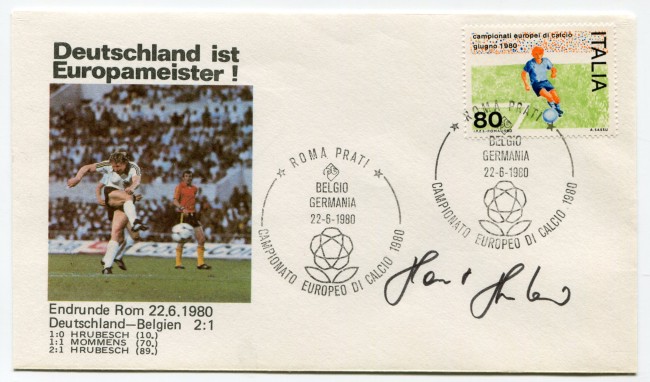 Deutschland ist
Europameister !
Endrunde Rom 22.6.1980
Deutschland—Belgien 2:1
1:0 HRUBESCH (10.)
1:1 MOMMENS (70.)
2:1 HRUBESCH (89.)
campionati europei di calcio
giugno 1980
ITALIA
80
ROMA PRATI
BELGIO
GERMANIA
22-6-1980
CAMPIONATO EUROPEO DI CALCIO 1980
ROMA PRATI
BELGIO
GERMANIA
22-6-1980
CAMPIONATO EUROPEO DI CALCIO 1980